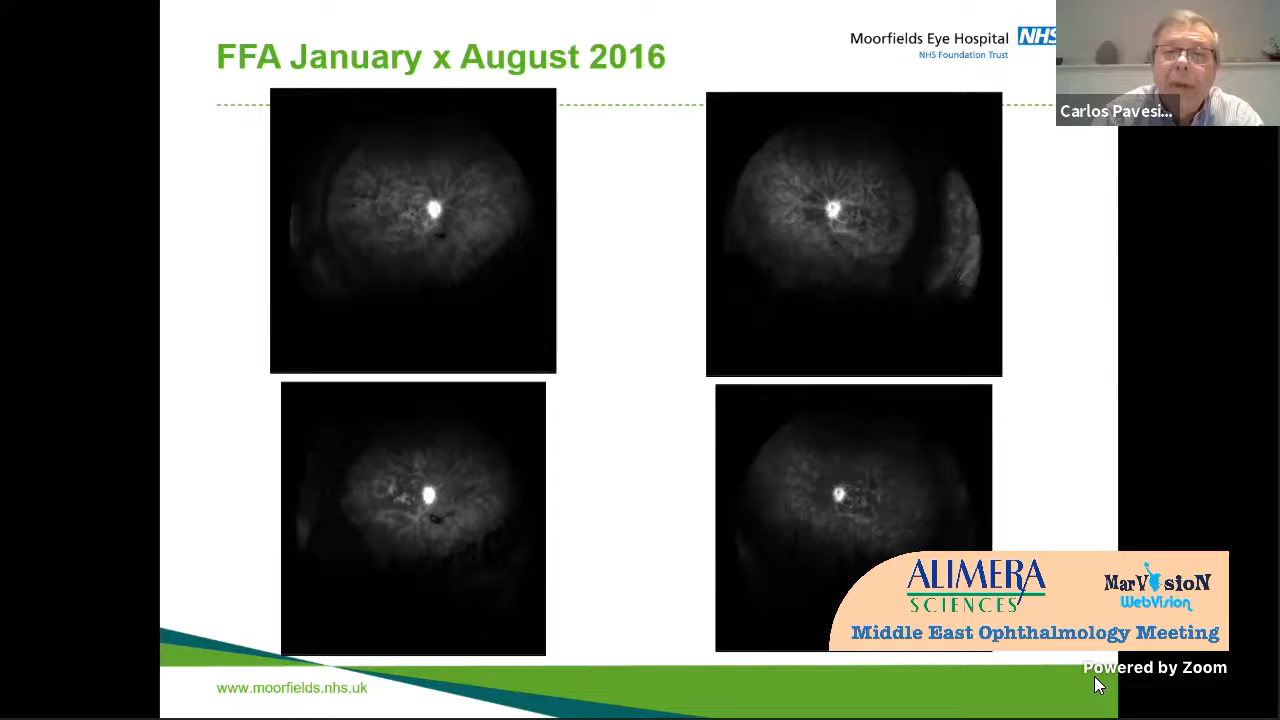 FFA January x August 2016
Moorfields Eye Hospital NHS
NHS Foundation Trust
Carlos Pavesi...
ALIMERA
SCIENCES
MarVisioN
WebVision
Middle East Ophthalmology Meeting
Powered by Zoom
www.moorfields.nhs.uk